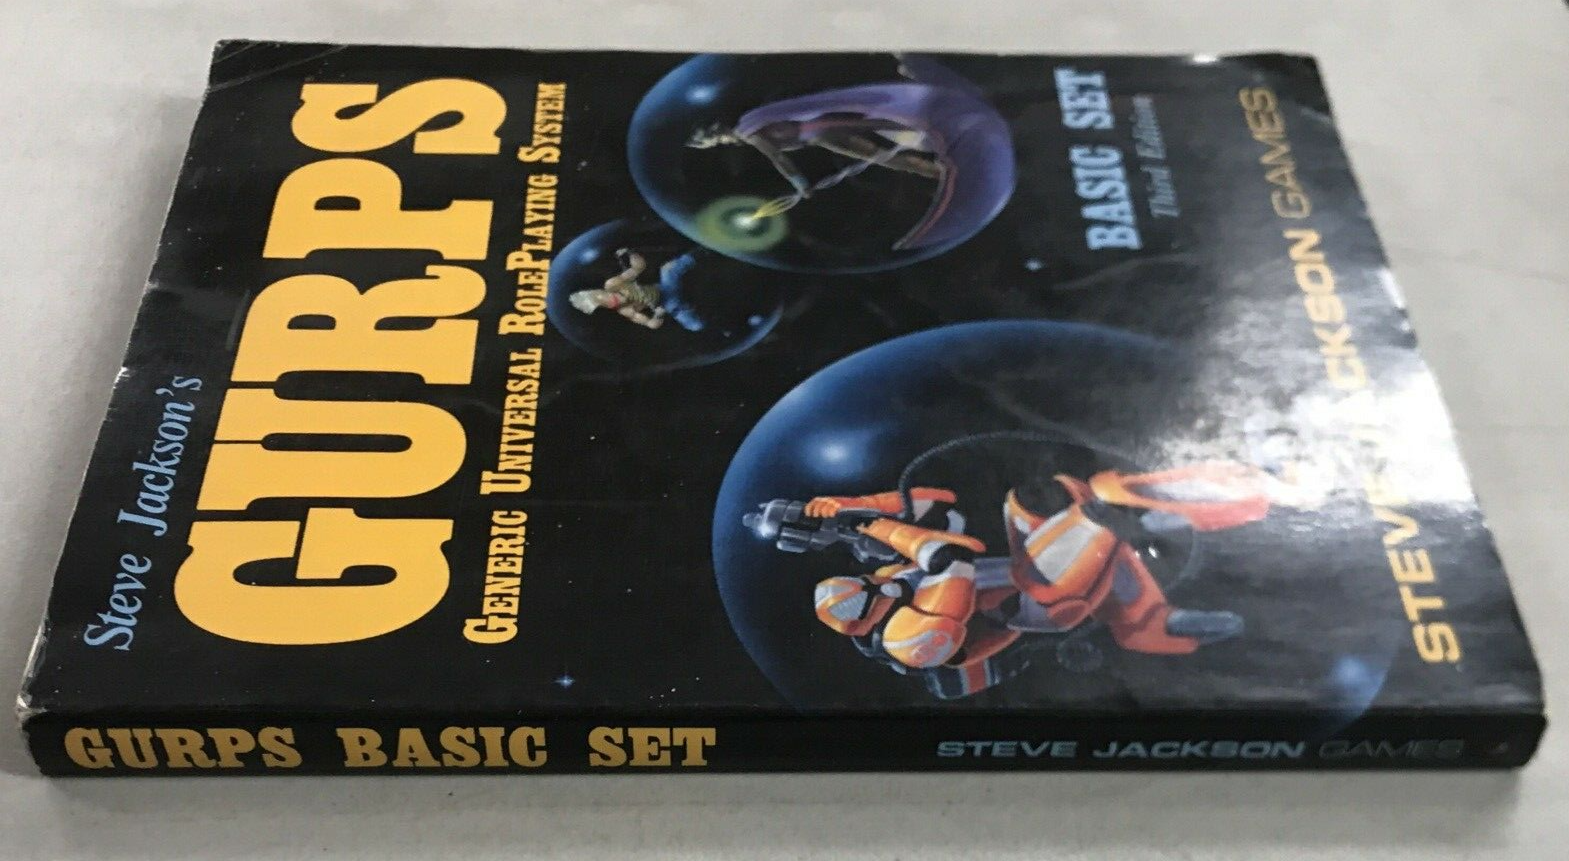 Steve Jackson's
GURPS
GENERIC UNIVERSAL ROLEPLAYING SYSTEM
BASIC SET
Third Edition
STEVE JACKSON GAMES
GURPS BASIC SET
STEVE JACKSON GAMES